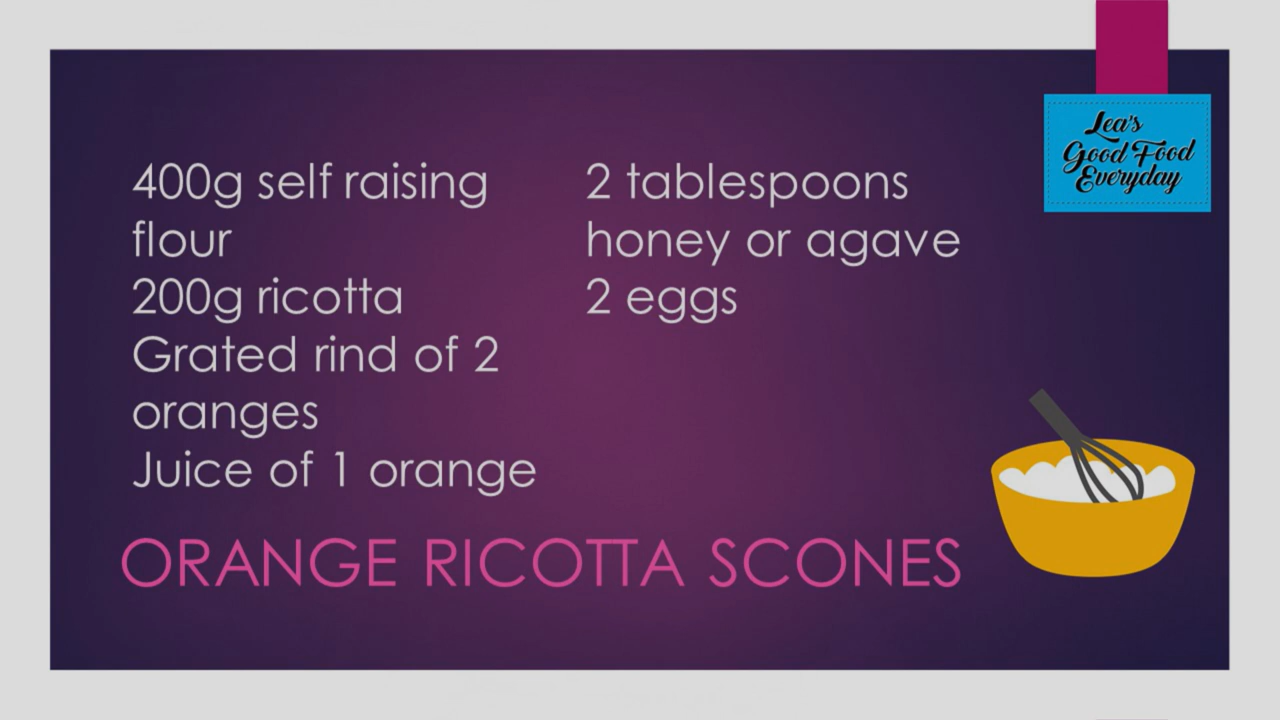 400g self raising
flour
200g ricotta
Grated rind of 2
oranges
Juice of 1 orange
2 tablespoons
honey or agave
2 eggs
ORANGE RICOTTA SCONES
Lea's
Good Food
Everyday